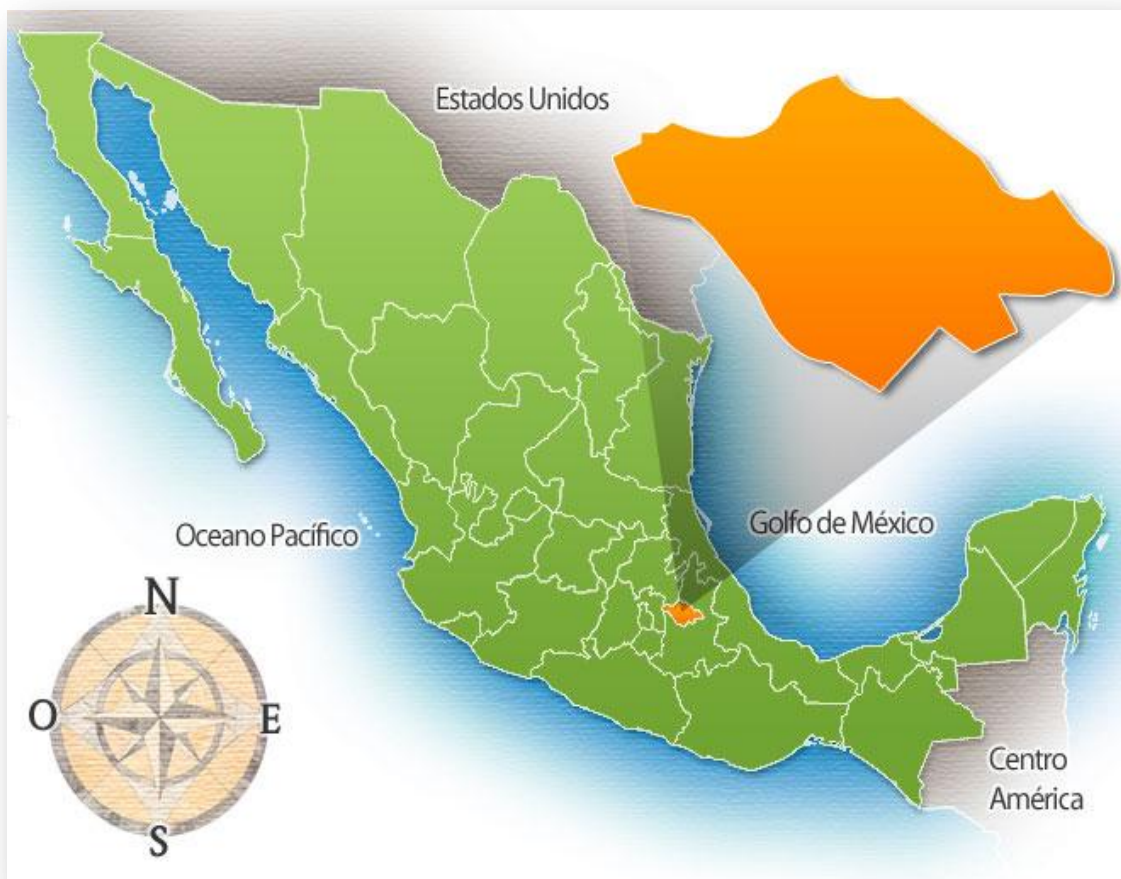 Estados Unidos
Golfo de México
Oceano Pacífico
N
O
E
S
Centro
América